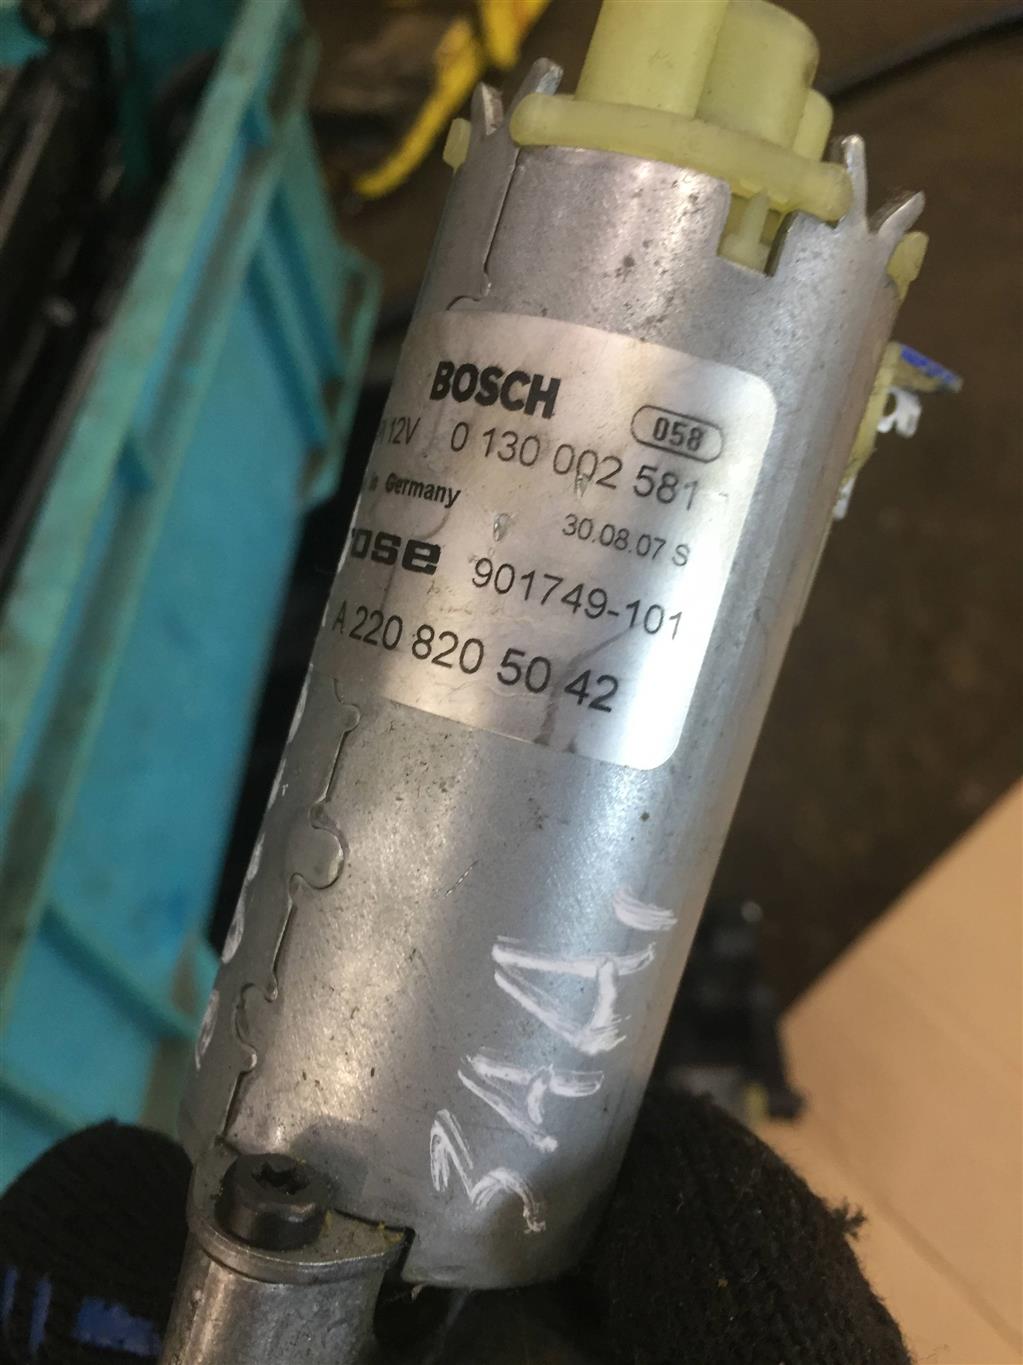 BOSCH
058
12V 0 130 002 581
Germany
30.08.07 S
901749-101
A 220 820 50 42